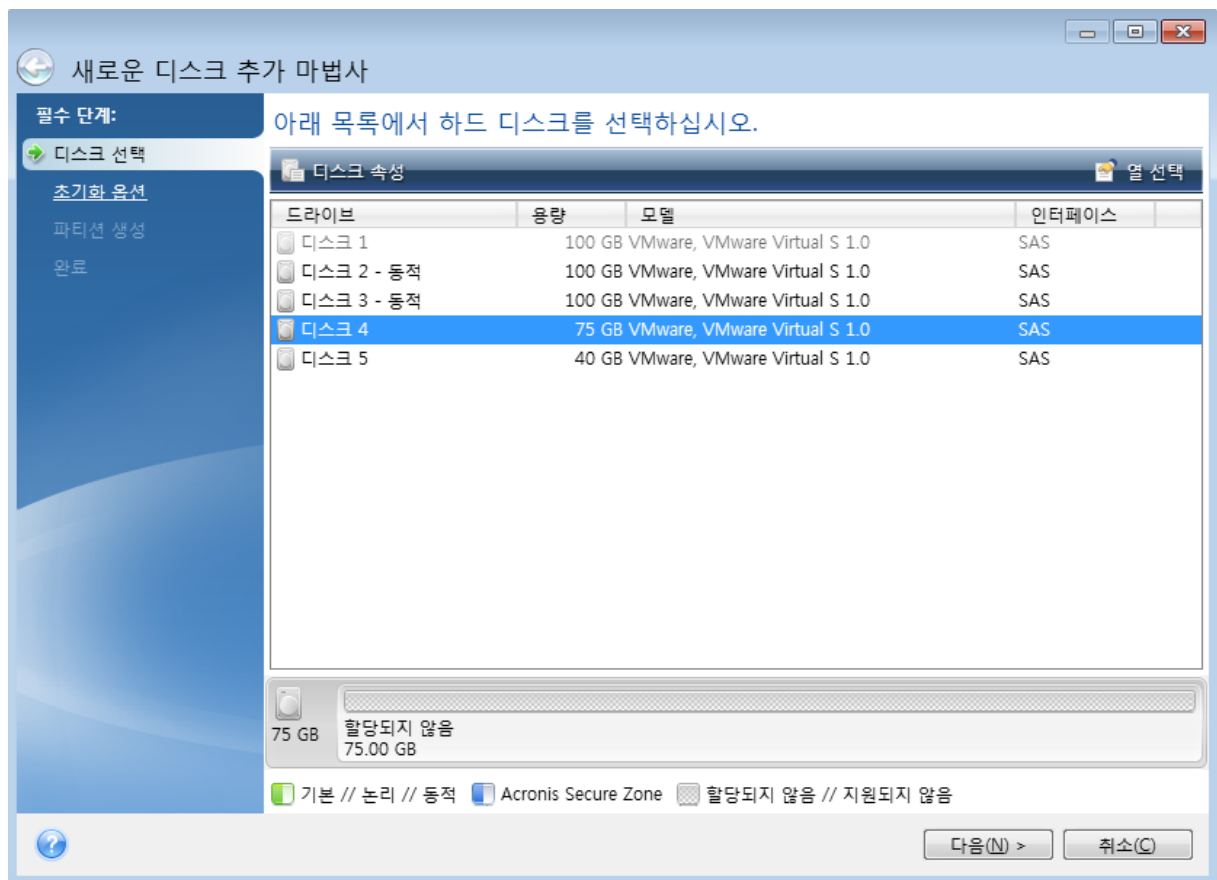 새로운 디스크 추가 마법사
필수 단계:
디스크 선택
초기화 옵션
파티션 생성
완료
아래 목록에서 하드 디스크를 선택하십시오.
디스크 속성 열 선택
드라이브 용량 모델 인터페이스
디스크 1 100 GB VMware, VMware Virtual S 1.0 SAS
디스크 2 - 동적 100 GB VMware, VMware Virtual S 1.0 SAS
디스크 3 - 동적 100 GB VMware, VMware Virtual S 1.0 SAS
디스크 4 75 GB VMware, VMware Virtual S 1.0 SAS
디스크 5 40 GB VMware, VMware Virtual S 1.0 SAS
75 GB
할당되지 않음
75.00 GB
기본 // 논리 // 동적 Acronis Secure Zone 할당되지 않음 // 지원되지 않음
다음(N) > 취소(C)